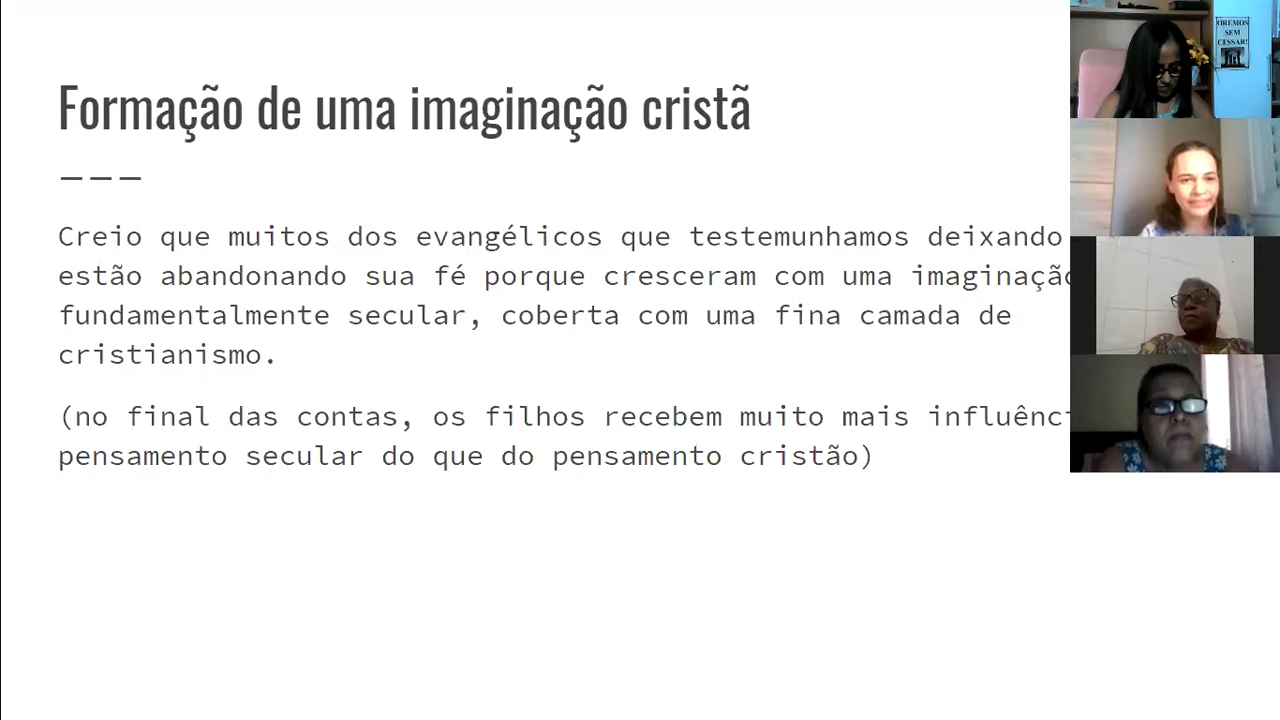 Formação de uma imaginação cristã
Creio que muitos dos evangélicos que testemunhamos deixando
estão abandonando sua fé porque cresceram com uma
fundamentalmente secular, coberta com uma fina camada de
cristianismo.
(no final das contas, os filhos recebem muito mais
pensamento secular do que do pensamento cristão)
OREMOS
SEM
CESSAR!